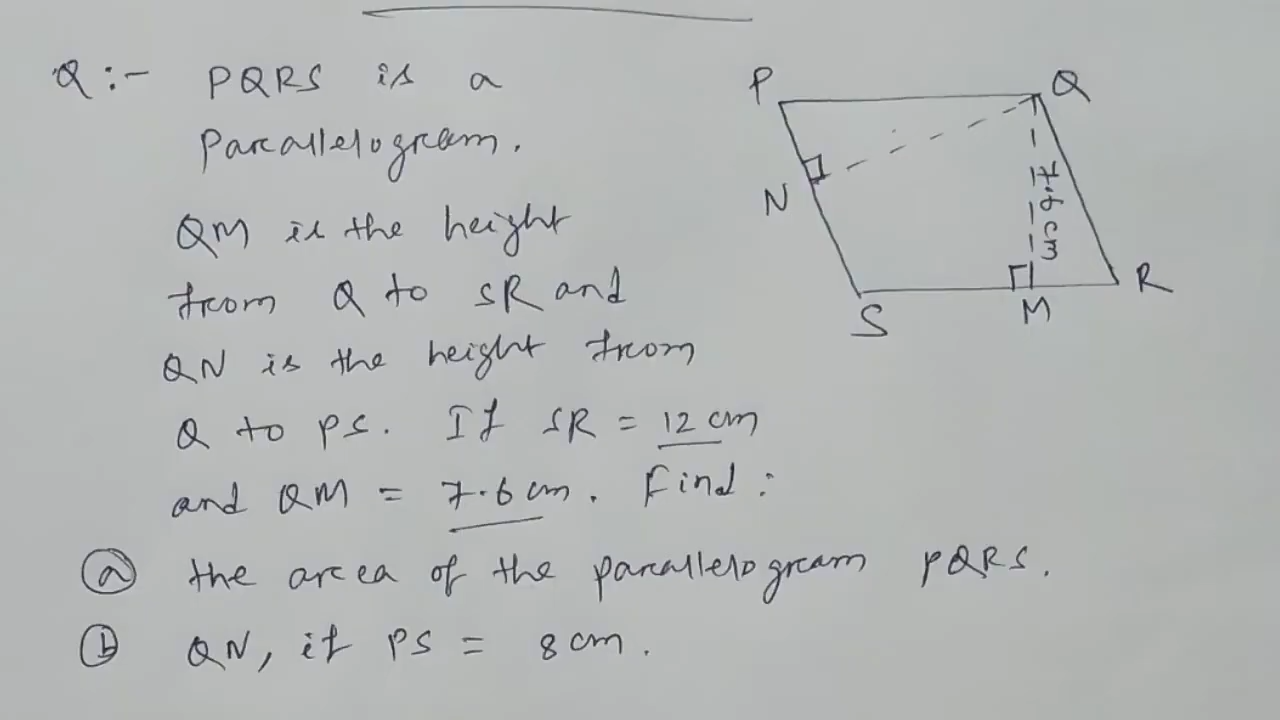 Q:- PQRS is a
parallelogram.
QM is the height
from Q to SR and
QN is the height from
Q to PS. If SR = 12 cm
and QM = 7.6 cm. Find :
(a) the area of the parallelogram PQRS.
(b) QN, if PS = 8 cm.
P
Q
N
7.6 cm
S
M
R